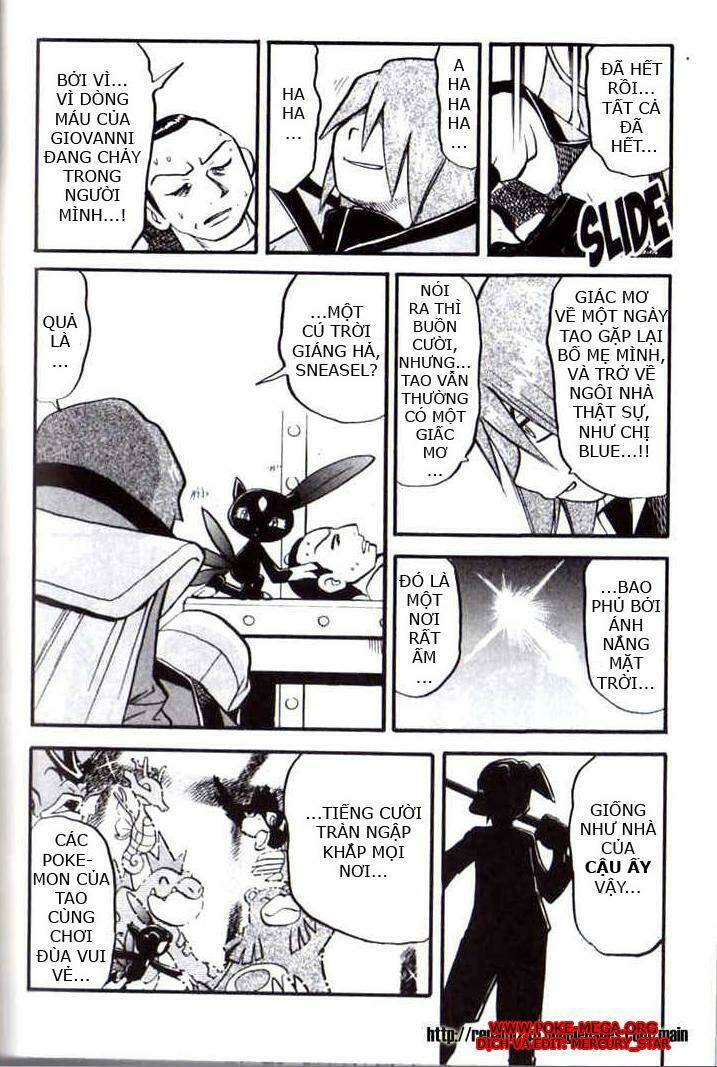 ĐÃ HẾT
RỒI...
TẤT CẢ
ĐÃ
HẾT...
SLIDE
A
HA
HA
HA
...
HA
HA
...
BỞI VÌ...
VÌ DÒNG
MÁU CỦA
GIOVANNI
ĐANG CHẢY
TRONG
NGƯỜI
MÌNH...!
GIÁC MƠ
VỀ MỘT NGÀY
TAO GẶP LẠI
BỐ MẸ MÌNH,
VÀ TRỞ VỀ
NGÔI NHÀ
THẬT SỰ,
NHƯ CHỊ
BLUE...!!
NÓI
RA THÌ
BUỒN
CƯỜI,
NHƯNG...
TAO VẪN
THƯỜNG
CÓ MỘT
GIẤC
MƠ
...
...MỘT
CÚ TRỜI
GIÁNG HẢ,
SNEASEL?
QUẢ
LÀ
...
...BAO
PHỦ BỞI
ÁNH
NẮNG
MẶT
TRỜI...
ĐÓ LÀ
MỘT
NƠI
RẤT
ẤM
...
GIỐNG
NHƯ NHÀ
CỦA
CẬU ẤY
VẬY...
...TIẾNG CƯỜI
TRÀN NGẬP
KHẮP MỌI
NƠI...
CÁC
POKE-
MON CỦA
TAO
CÙNG
CHƠI
ĐÙA VUI
VẺ...
WWW.POKE-MEGA.ORG
DỊCH VÀ EDIT: MERCURY_STAR